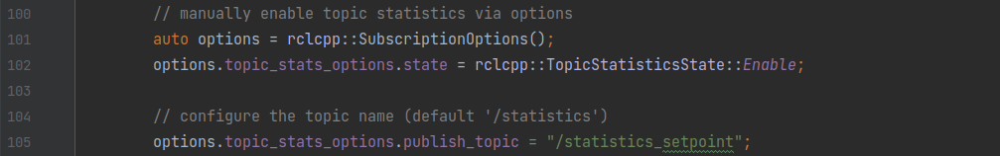 100 // manually enable topic statistics via options
101 auto options = rclcpp::SubscriptionOptions();
102 options.topic_stats_options.state = rclcpp::TopicStatisticsState::Enable;
103
104 // configure the topic name (default '/statistics')
105 options.topic_stats_options.publish_topic = "/statistics_setpoint";